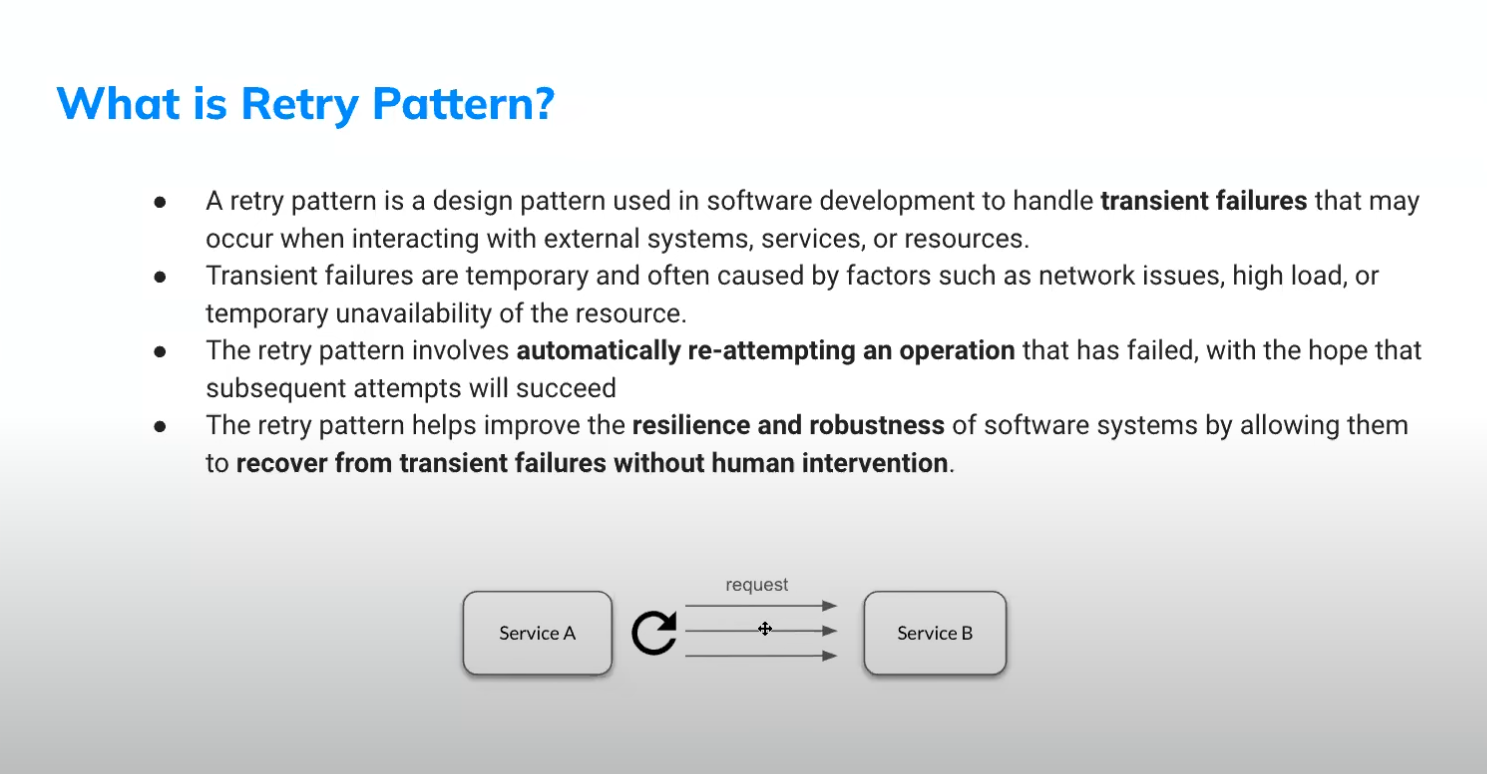 What is Retry Pattern?
● A retry pattern is a design pattern used in software development to handle transient failures that may
occur when interacting with external systems, services, or resources.
● Transient failures are temporary and often caused by factors such as network issues, high load, or
temporary unavailability of the resource.
● The retry pattern involves automatically re-attempting an operation that has failed, with the hope that
subsequent attempts will succeed
● The retry pattern helps improve the resilience and robustness of software systems by allowing them
to recover from transient failures without human intervention.
request
Service A
Service B